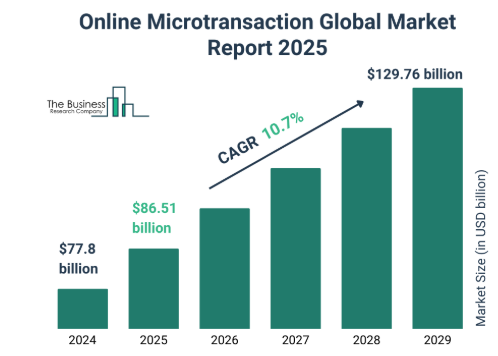 Online Microtransaction Global Market
Report 2025
$129.76 billion
The Business
Research Company
CAGR 10.7%
$86.51
billion
$77.8
billion
Market Size (in USD billion)
2024 2025 2026 2027 2028 2029